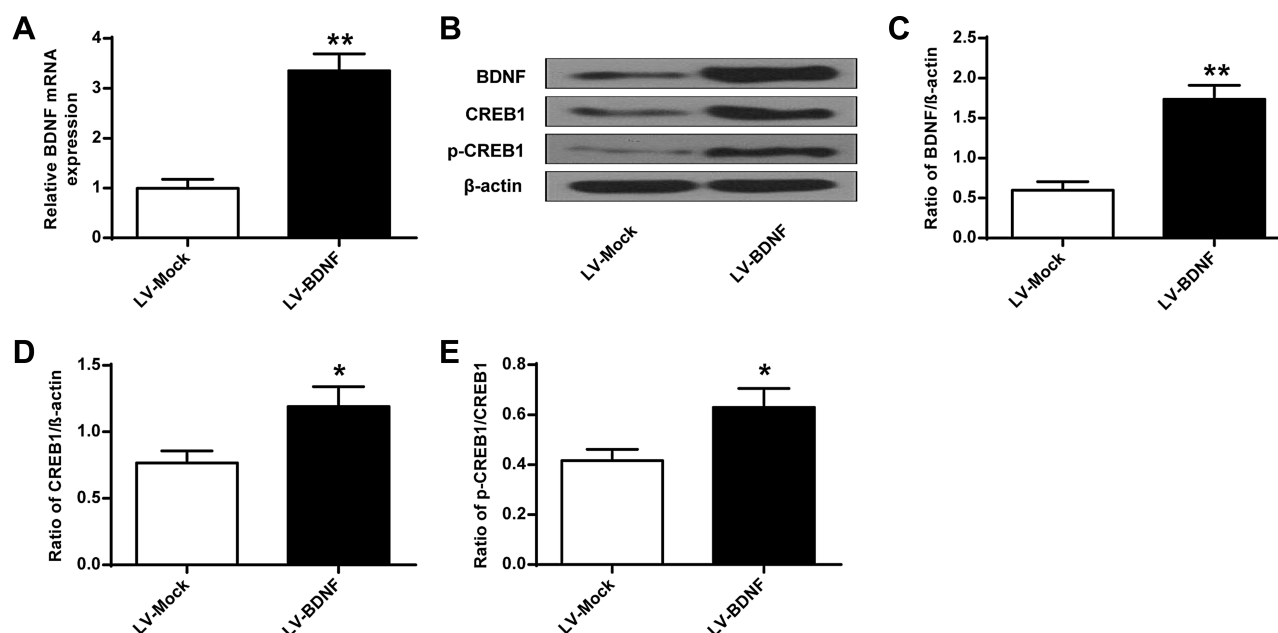 A
Relative BDNF mRNA
expression
4
3
2
1
0
**
LV-Mock
LV-BDNF
B
BDNF
CREB1
p-CREB1
β-actin
LV-Mock
LV-BDNF
C
Ratio of BDNF/ß-actin
2.5
2.0
1.5
1.0
0.5
0.0
**
LV-Mock
LV-BDNF
D
Ratio of CREB1/ß-actin
1.5
1.0
0.5
0.0
*
LV-Mock
LV-BDNF
E
Ratio of p-CREB1/CREB1
0.8
0.6
0.4
0.2
0.0
*
LV-Mock
LV-BDNF